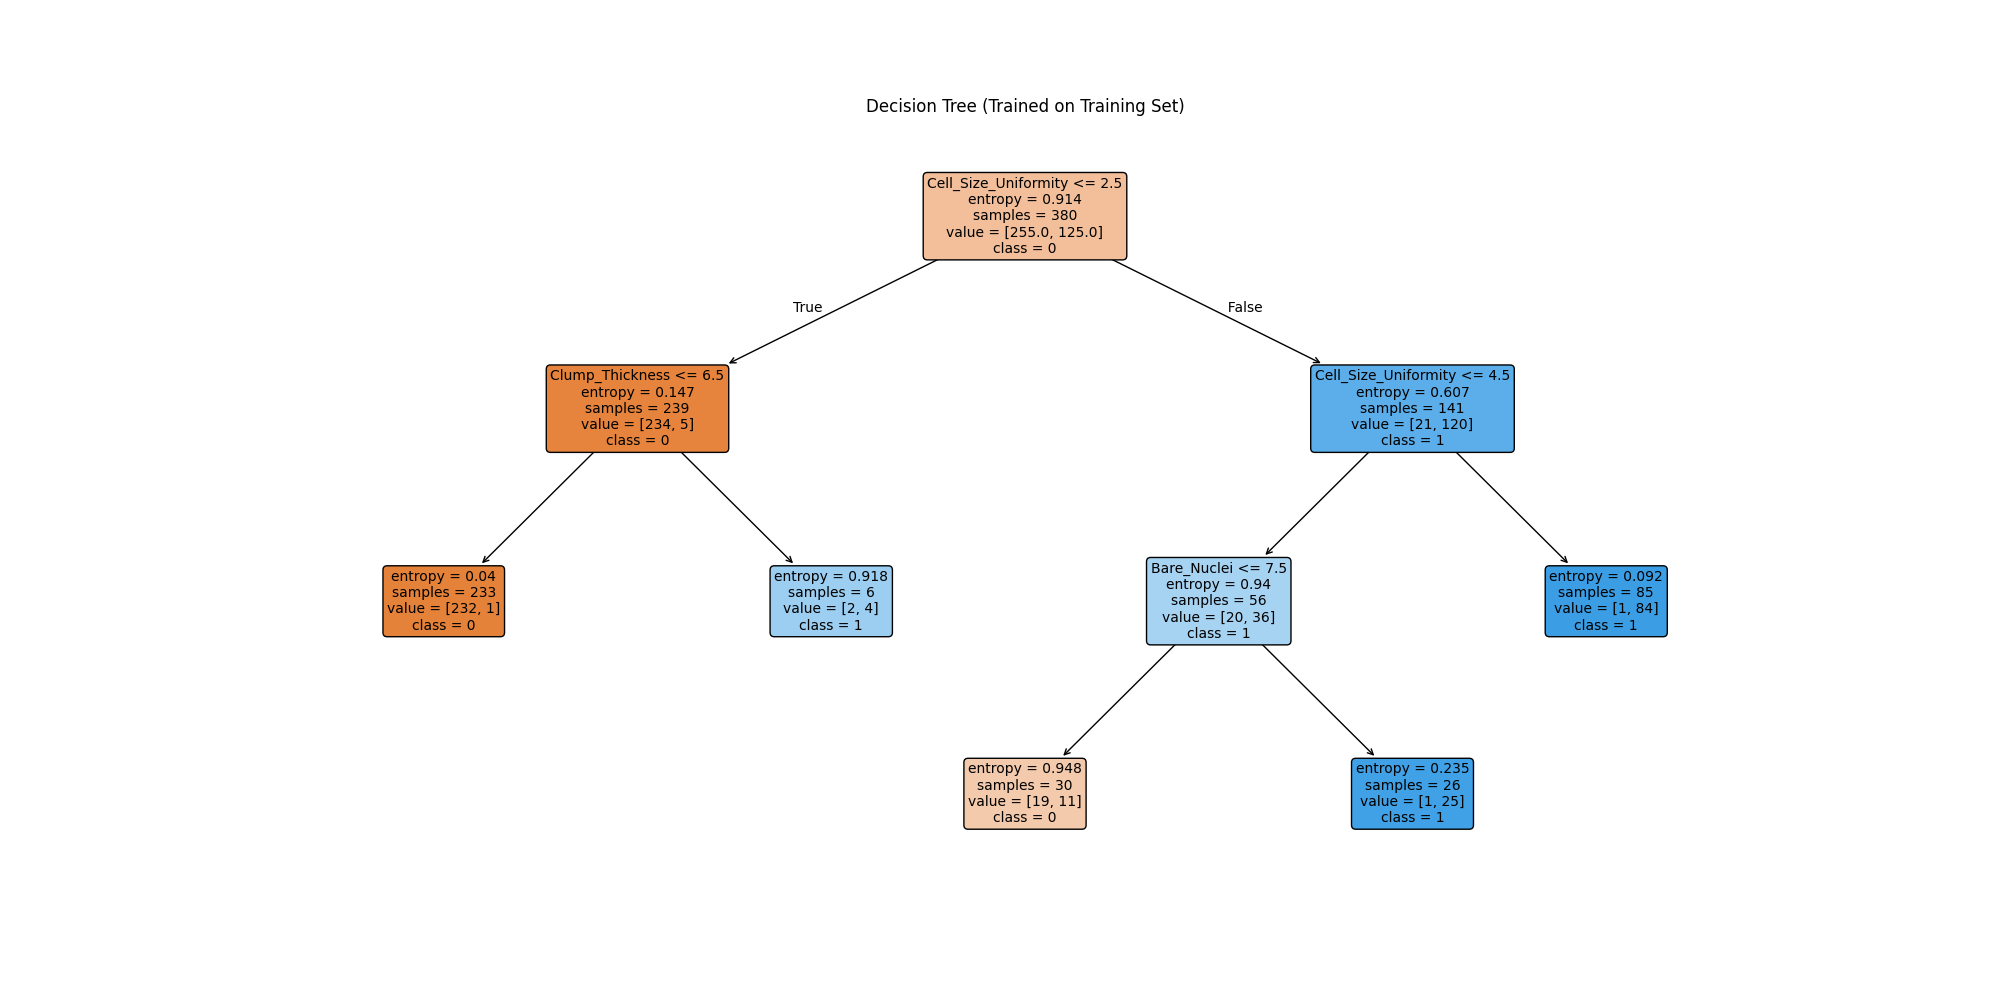 Decision Tree (Trained on Training Set)
Cell_Size_Uniformity <= 2.5
entropy = 0.914
samples = 380
value = [255.0, 125.0]
class = 0
True
False
Clump_Thickness <= 6.5
entropy = 0.147
samples = 239
value = [234, 5]
class = 0
Cell_Size_Uniformity <= 4.5
entropy = 0.607
samples = 141
value = [21, 120]
class = 1
entropy = 0.04
samples = 233
value = [232, 1]
class = 0
entropy = 0.918
samples = 6
value = [2, 4]
class = 1
Bare_Nuclei <= 7.5
entropy = 0.94
samples = 56
value = [20, 36]
class = 1
entropy = 0.092
samples = 85
value = [1, 84]
class = 1
entropy = 0.948
samples = 30
value = [19, 11]
class = 0
entropy = 0.235
samples = 26
value = [1, 25]
class = 1